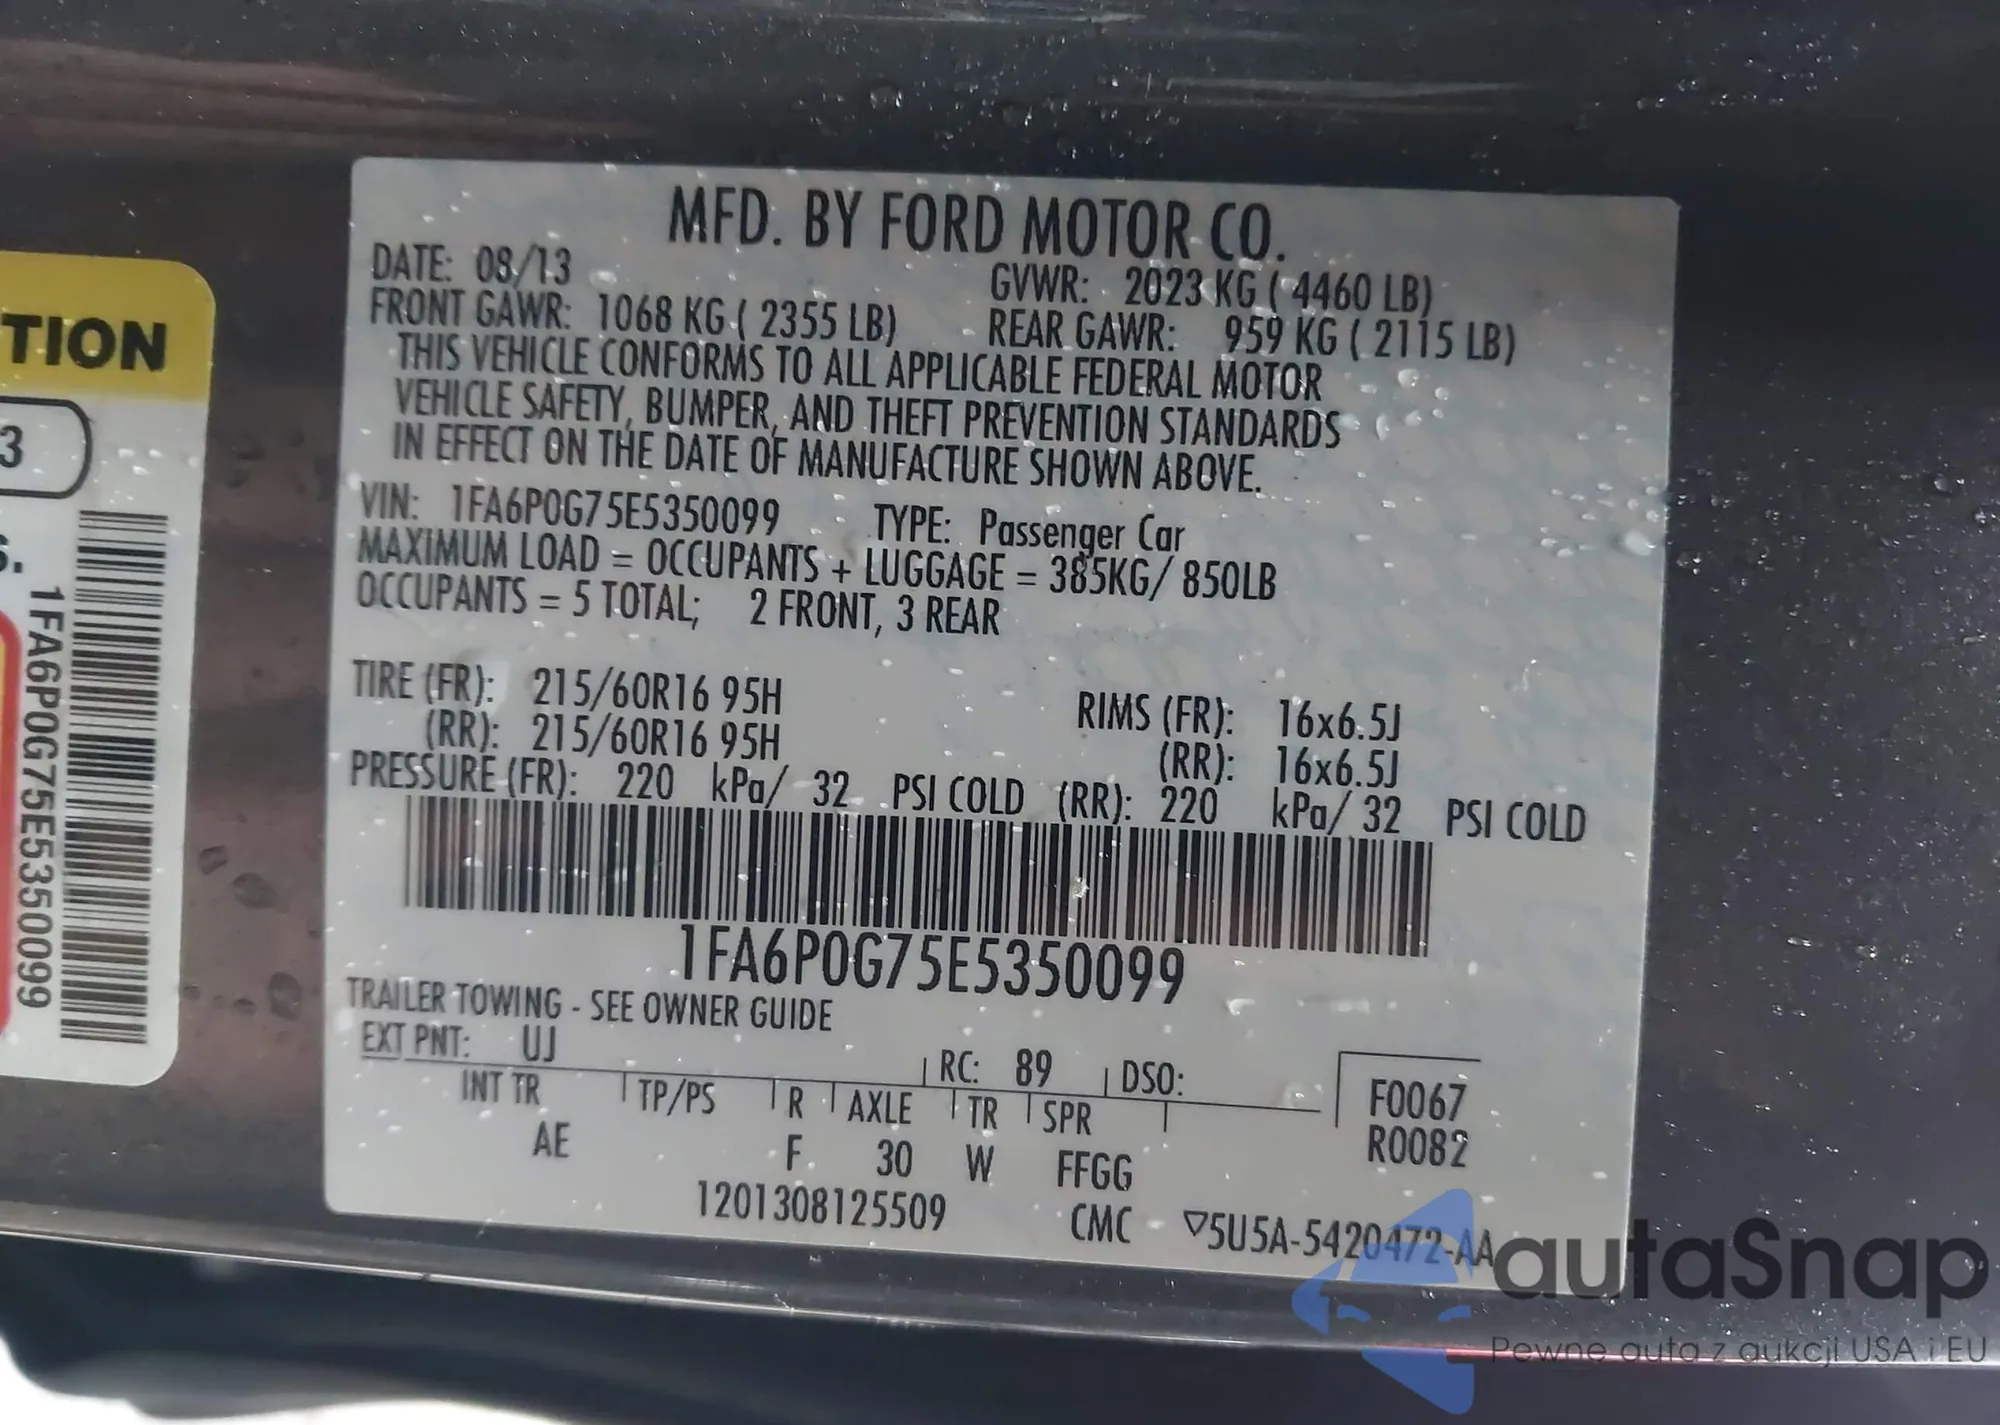 MFD. BY FORD MOTOR CO.
DATE: 08/13 GVWR: 2023 KG ( 4460 LB)
FRONT GAWR: 1068 KG ( 2355 LB) REAR GAWR: 959 KG ( 2115 LB)
THIS VEHICLE CONFORMS TO ALL APPLICABLE FEDERAL MOTOR
VEHICLE SAFETY, BUMPER, AND THEFT PREVENTION STANDARDS
IN EFFECT ON THE DATE OF MANUFACTURE SHOWN ABOVE.
VIN: 1FA6P0G75E5350099 TYPE: Passenger Car
MAXIMUM LOAD = OCCUPANTS + LUGGAGE = 385KG/ 850LB
OCCUPANTS = 5 TOTAL; 2 FRONT, 3 REAR
TIRE (FR): 215/60R16 95H RIMS (FR): 16x6.5J
(RR): 215/60R16 95H (RR): 16x6.5J
PRESSURE (FR): 220 kPa/ 32 PSI COLD (RR): 220 kPa/ 32 PSI COLD
1FA6P0G75E5350099
TRAILER TOWING - SEE OWNER GUIDE
EXT PNT: UJ RC: 89 DSO:
INT TR TP/PS R AXLE TR SPR
AE F 30 W FFGG
F0067
R0082
1201308125509 CMC ▽5U5A-5420472-AA
TION
3
S.
1FA6P0G75E5350099
autaSnap
Pewne auta z aukcji USA i EU